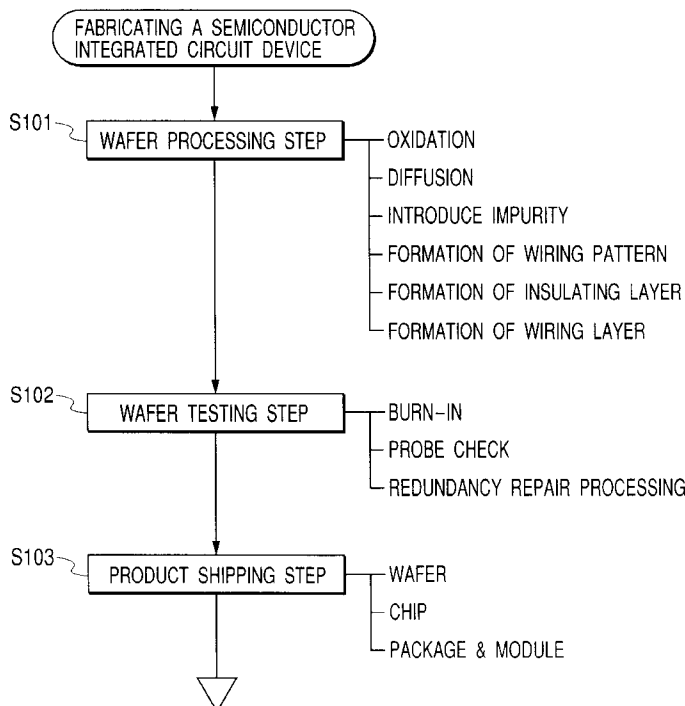 FABRICATING A SEMICONDUCTOR
INTEGRATED CIRCUIT DEVICE
S101
WAFER PROCESSING STEP
OXIDATION
DIFFUSION
INTRODUCE IMPURITY
FORMATION OF WIRING PATTERN
FORMATION OF INSULATING LAYER
FORMATION OF WIRING LAYER
S102
WAFER TESTING STEP
BURN-IN
PROBE CHECK
REDUNDANCY REPAIR PROCESSING
S103
PRODUCT SHIPPING STEP
WAFER
CHIP
PACKAGE & MODULE